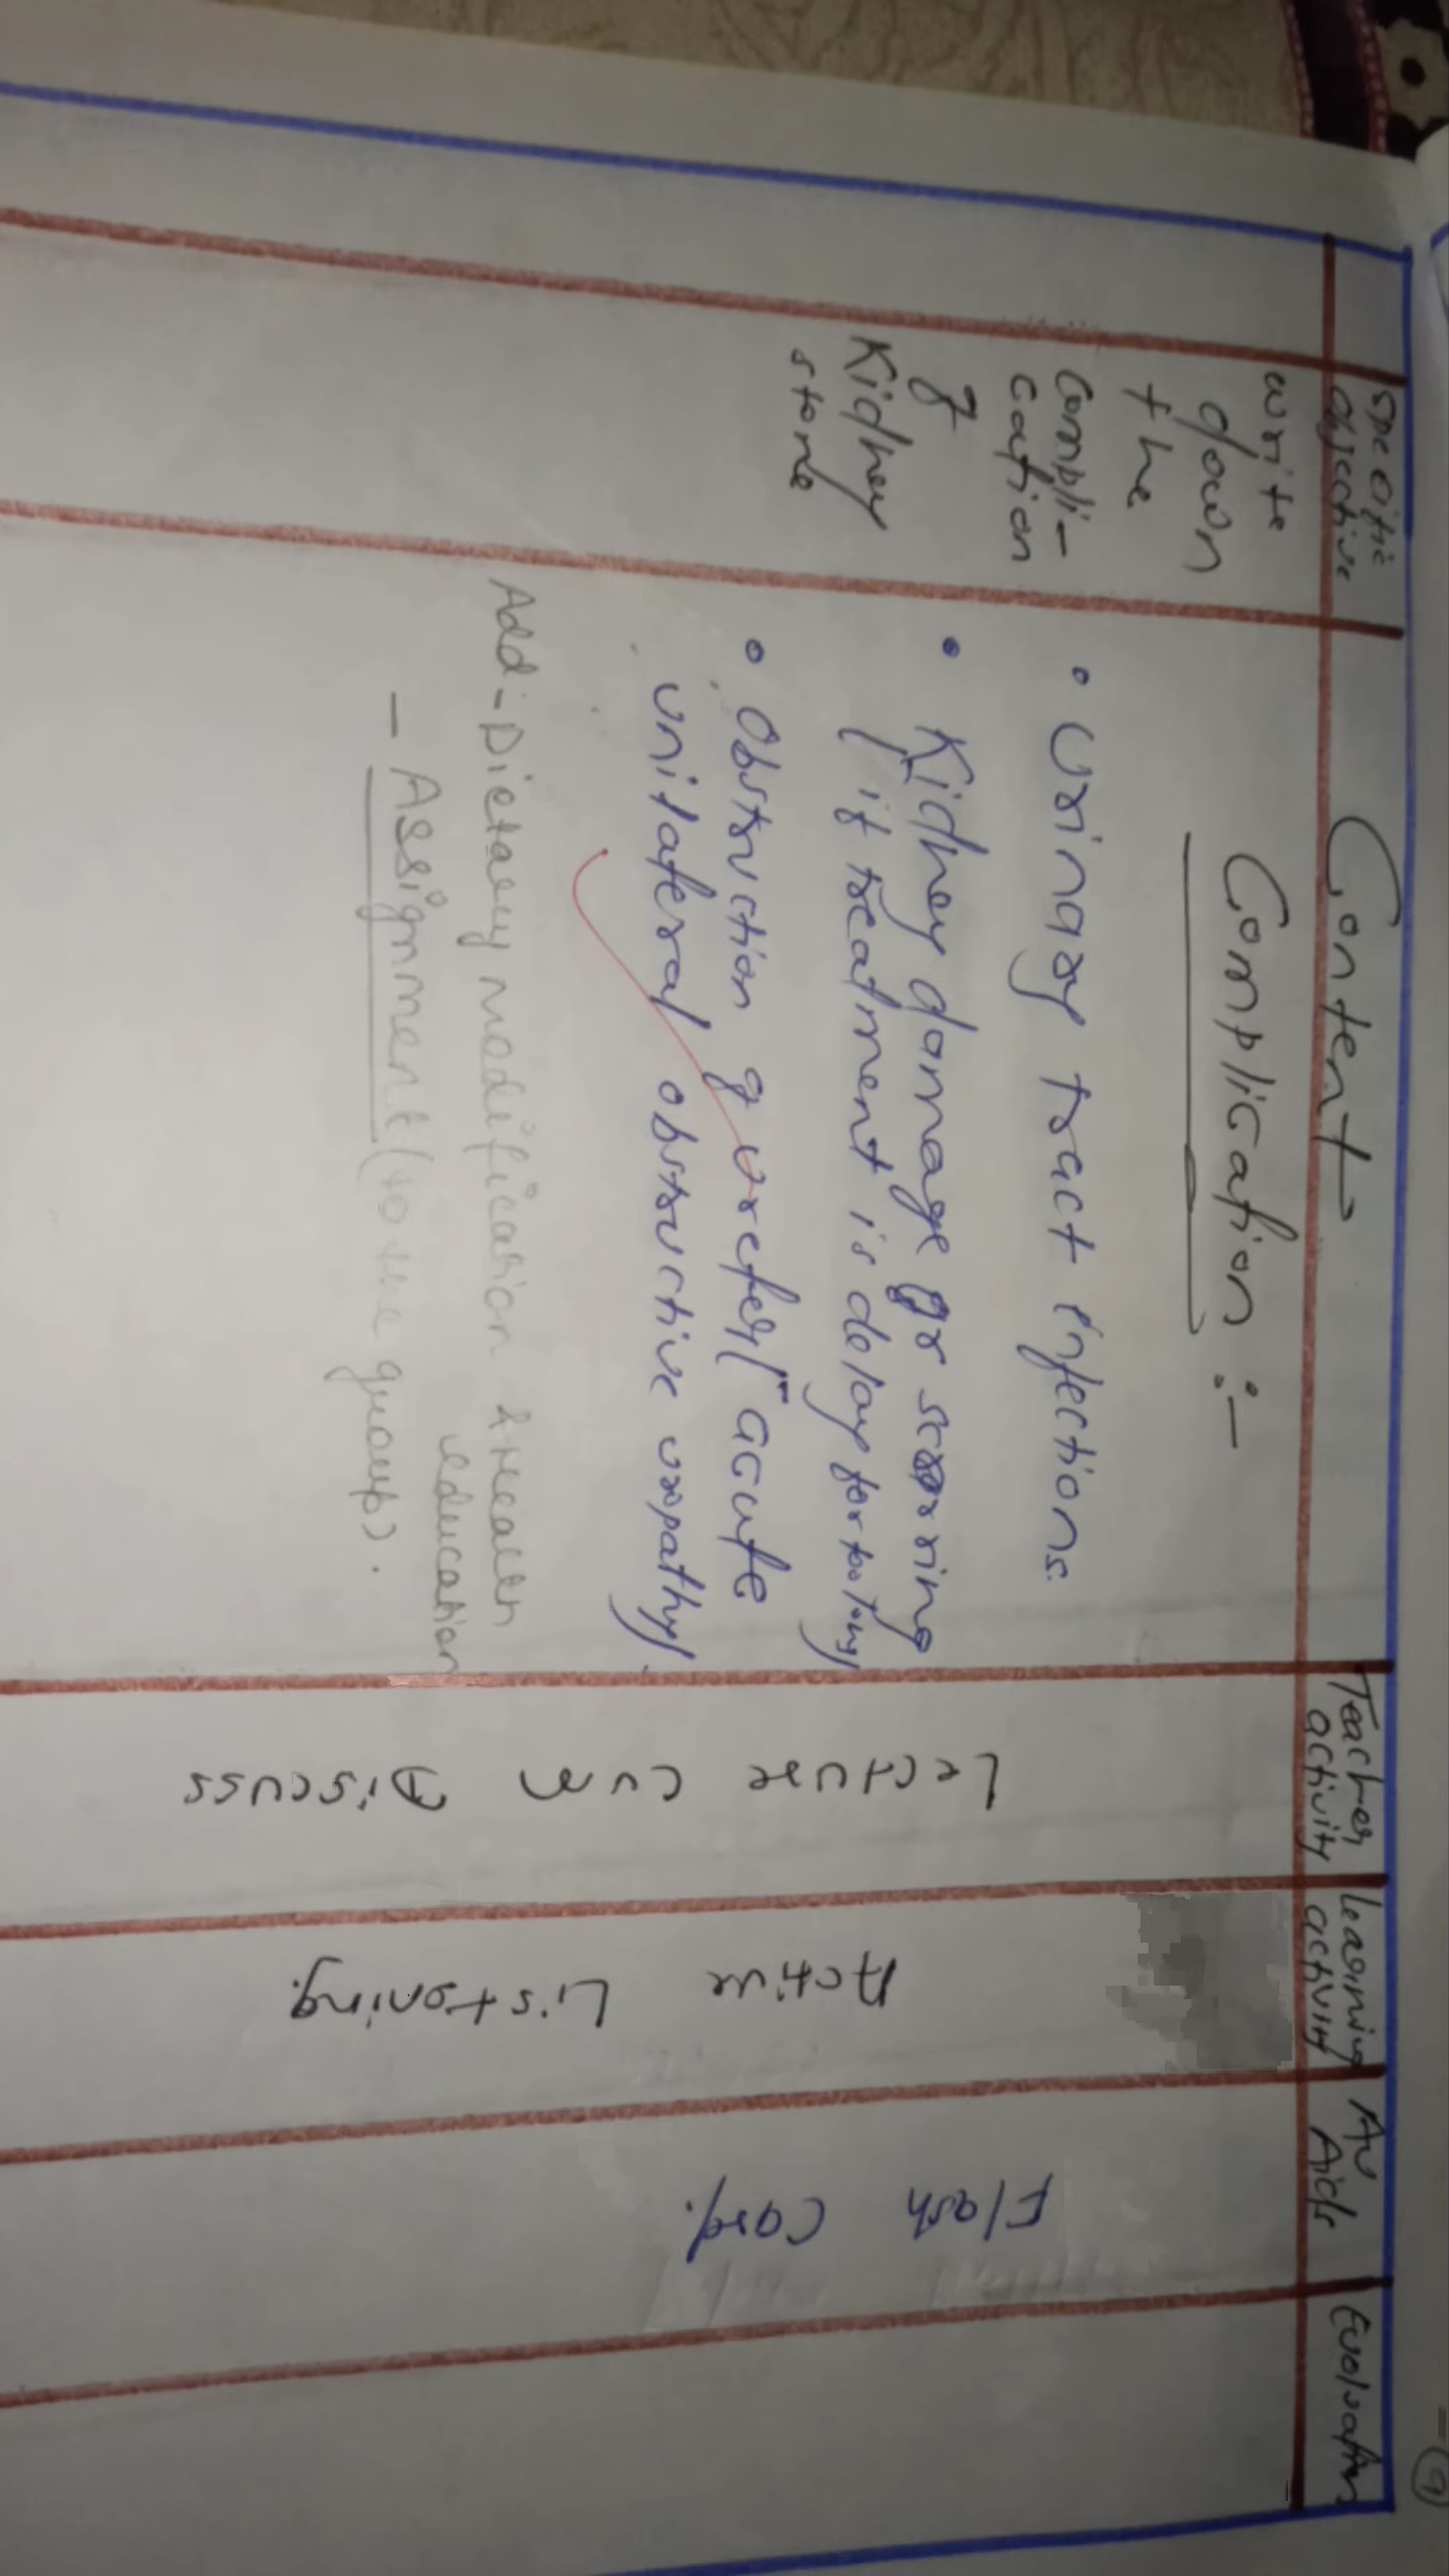 Specific
objective
Content
Teacher
activity
learning
activity
AV
Aids
Evaluation
write
down
the
compli-
cation
of
Kidney
stone
Complication :-
• Urinary tract infections.
• Kidney damage or scarring
(if treatment is delay for too long)
• Obstruction of ureter (acute
unilateral obstructive uropathy)
Add - Dietary modification & Health
education
- Assignment (to the group).
Lecture cum Discuss
Active Listening.
Flash Card.
9